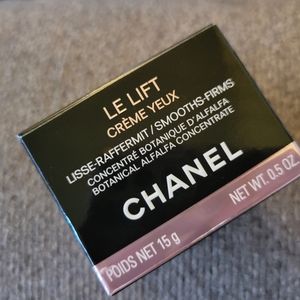 LE LIFT
CRÈME YEUX
LISSE-RAFFERMIT / SMOOTHS-FIRMS
CONCENTRÉ BOTANIQUE D'ALFALFA
BOTANICAL ALFALFA CONCENTRATE
CHANEL
POIDS NET 15 g NET WT. 0.5 OZ